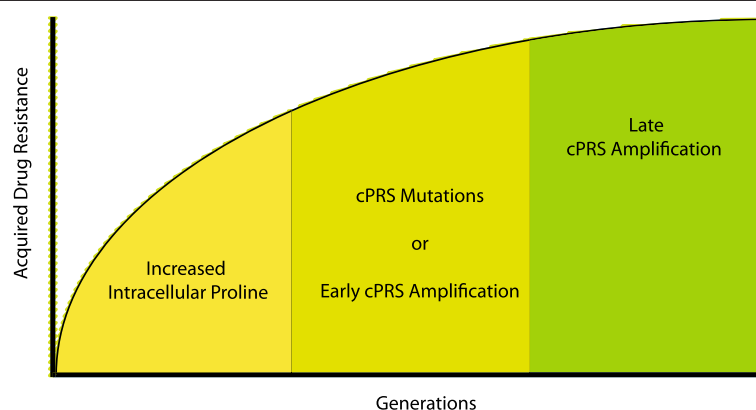 Acquired Drug Resistance
Late
cPRS Amplification
cPRS Mutations
or
Early cPRS Amplification
Increased
Intracellular Proline
Generations